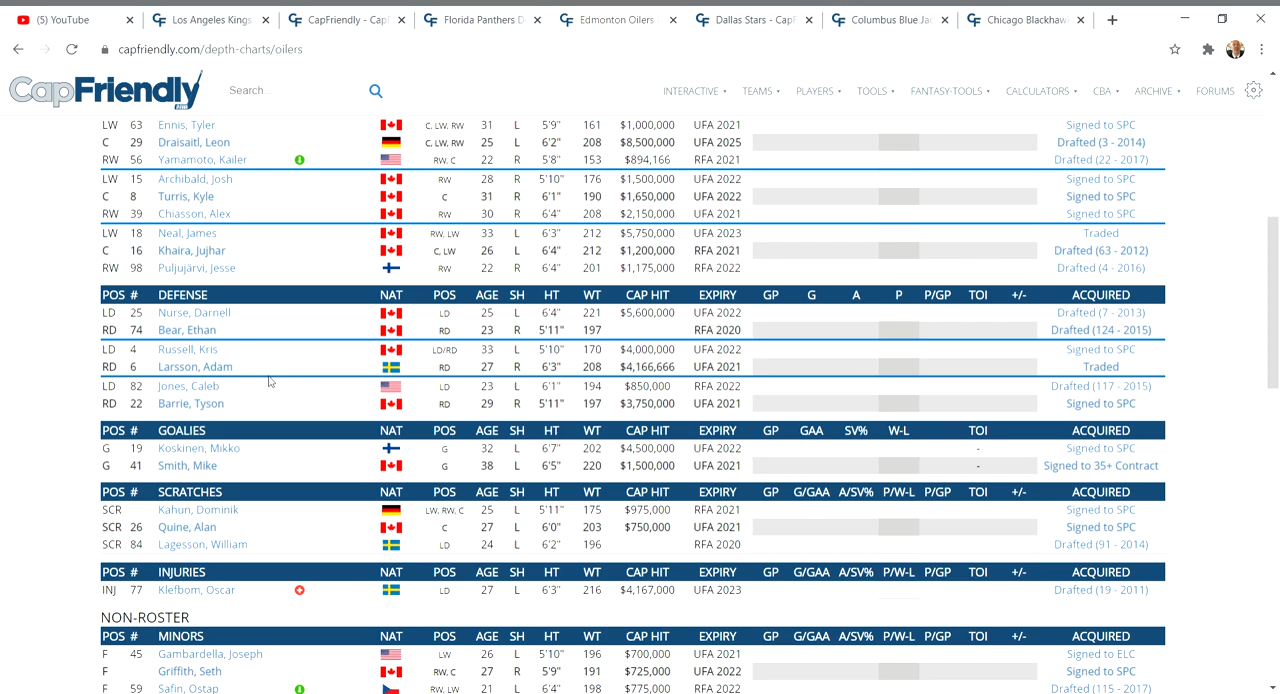 (5) YouTube × Los Angeles Kings × CapFriendly - Capf × Florida Panthers D × Edmonton Oilers × Dallas Stars - CapF × Columbus Blue Ja × Chicago Blackhaw × +
capfriendly.com/depth-charts/oilers
CapFriendly Search... INTERACTIVE TEAMS PLAYERS TOOLS FANTASY-TOOLS CALCULATORS CBA ARCHIVE FORUMS
LW 63 Ennis, Tyler C, LW, RW 31 L 5'9" 161 $1,000,000 UFA 2021 Signed to SPC
C 29 Draisaitl, Leon C, LW, RW 25 L 6'2" 208 $8,500,000 UFA 2025 Drafted (3 - 2014)
RW 56 Yamamoto, Kailer RW, C 22 R 5'8" 153 $894,166 RFA 2021 Drafted (22 - 2017)
LW 15 Archibald, Josh RW 28 R 5'10" 176 $1,500,000 UFA 2022 Signed to SPC
C 8 Turris, Kyle C 31 R 6'1" 190 $1,650,000 UFA 2022 Signed to SPC
RW 39 Chiasson, Alex RW 30 R 6'4" 208 $2,150,000 UFA 2021 Signed to SPC
LW 18 Neal, James RW, LW 33 L 6'3" 212 $5,750,000 UFA 2023 Traded
C 16 Khaira, Jujhar C, LW 26 L 6'4" 212 $1,200,000 RFA 2021 Drafted (63 - 2012)
RW 98 Puljujärvi, Jesse RW 22 R 6'4" 201 $1,175,000 RFA 2022 Drafted (4 - 2016)
POS # DEFENSE NAT POS AGE SH HT WT CAP HIT EXPIRY GP G A P P/GP TOI +/- ACQUIRED
LD 25 Nurse, Darnell LD 25 L 6'4" 221 $5,600,000 UFA 2022 Drafted (7 - 2013)
RD 74 Bear, Ethan RD 23 R 5'11" 197 RFA 2020 Drafted (124 - 2015)
LD 4 Russell, Kris LD/RD 33 L 5'10" 170 $4,000,000 UFA 2022 Signed to SPC
RD 6 Larsson, Adam RD 27 R 6'3" 208 $4,166,666 UFA 2021 Traded
LD 82 Jones, Caleb LD 23 L 6'1" 194 $850,000 RFA 2022 Drafted (117 - 2015)
RD 22 Barrie, Tyson RD 29 R 5'11" 197 $3,750,000 UFA 2021 Signed to SPC
POS # GOALIES NAT POS AGE SH HT WT CAP HIT EXPIRY GP GAA SV% W-L TOI ACQUIRED
G 19 Koskinen, Mikko G 32 L 6'7" 202 $4,500,000 UFA 2022 - Signed to SPC
G 41 Smith, Mike G 38 L 6'5" 220 $1,500,000 UFA 2021 - Signed to 35+ Contract
POS # SCRATCHES NAT POS AGE SH HT WT CAP HIT EXPIRY GP G/GAA A/SV% P/W-L P/GP TOI +/- ACQUIRED
SCR Kahun, Dominik LW, RW, C 25 L 5'11" 175 $975,000 RFA 2021 Signed to SPC
SCR 26 Quine, Alan C 27 L 6'0" 203 $750,000 UFA 2021 Signed to SPC
SCR 84 Lagesson, William LD 24 L 6'2" 196 RFA 2020 Drafted (91 - 2014)
POS # INJURIES NAT POS AGE SH HT WT CAP HIT EXPIRY GP G/GAA A/SV% P/W-L P/GP TOI +/- ACQUIRED
INJ 77 Klefbom, Oscar LD 27 L 6'3" 216 $4,167,000 UFA 2023 Drafted (19 - 2011)
NON-ROSTER
POS # MINORS NAT POS AGE SH HT WT CAP HIT EXPIRY GP G/GAA A/SV% P/W-L P/GP TOI +/- ACQUIRED
F 45 Gambardella, Joseph LW 26 L 5'10" 196 $700,000 UFA 2021 Signed to ELC
F Griffith, Seth RW, C 27 R 5'9" 191 $725,000 UFA 2022 Signed to SPC
F 59 Safin, Ostap RW, LW 21 L 6'4" 198 $775,000 RFA 2022 Drafted (115 - 2017)